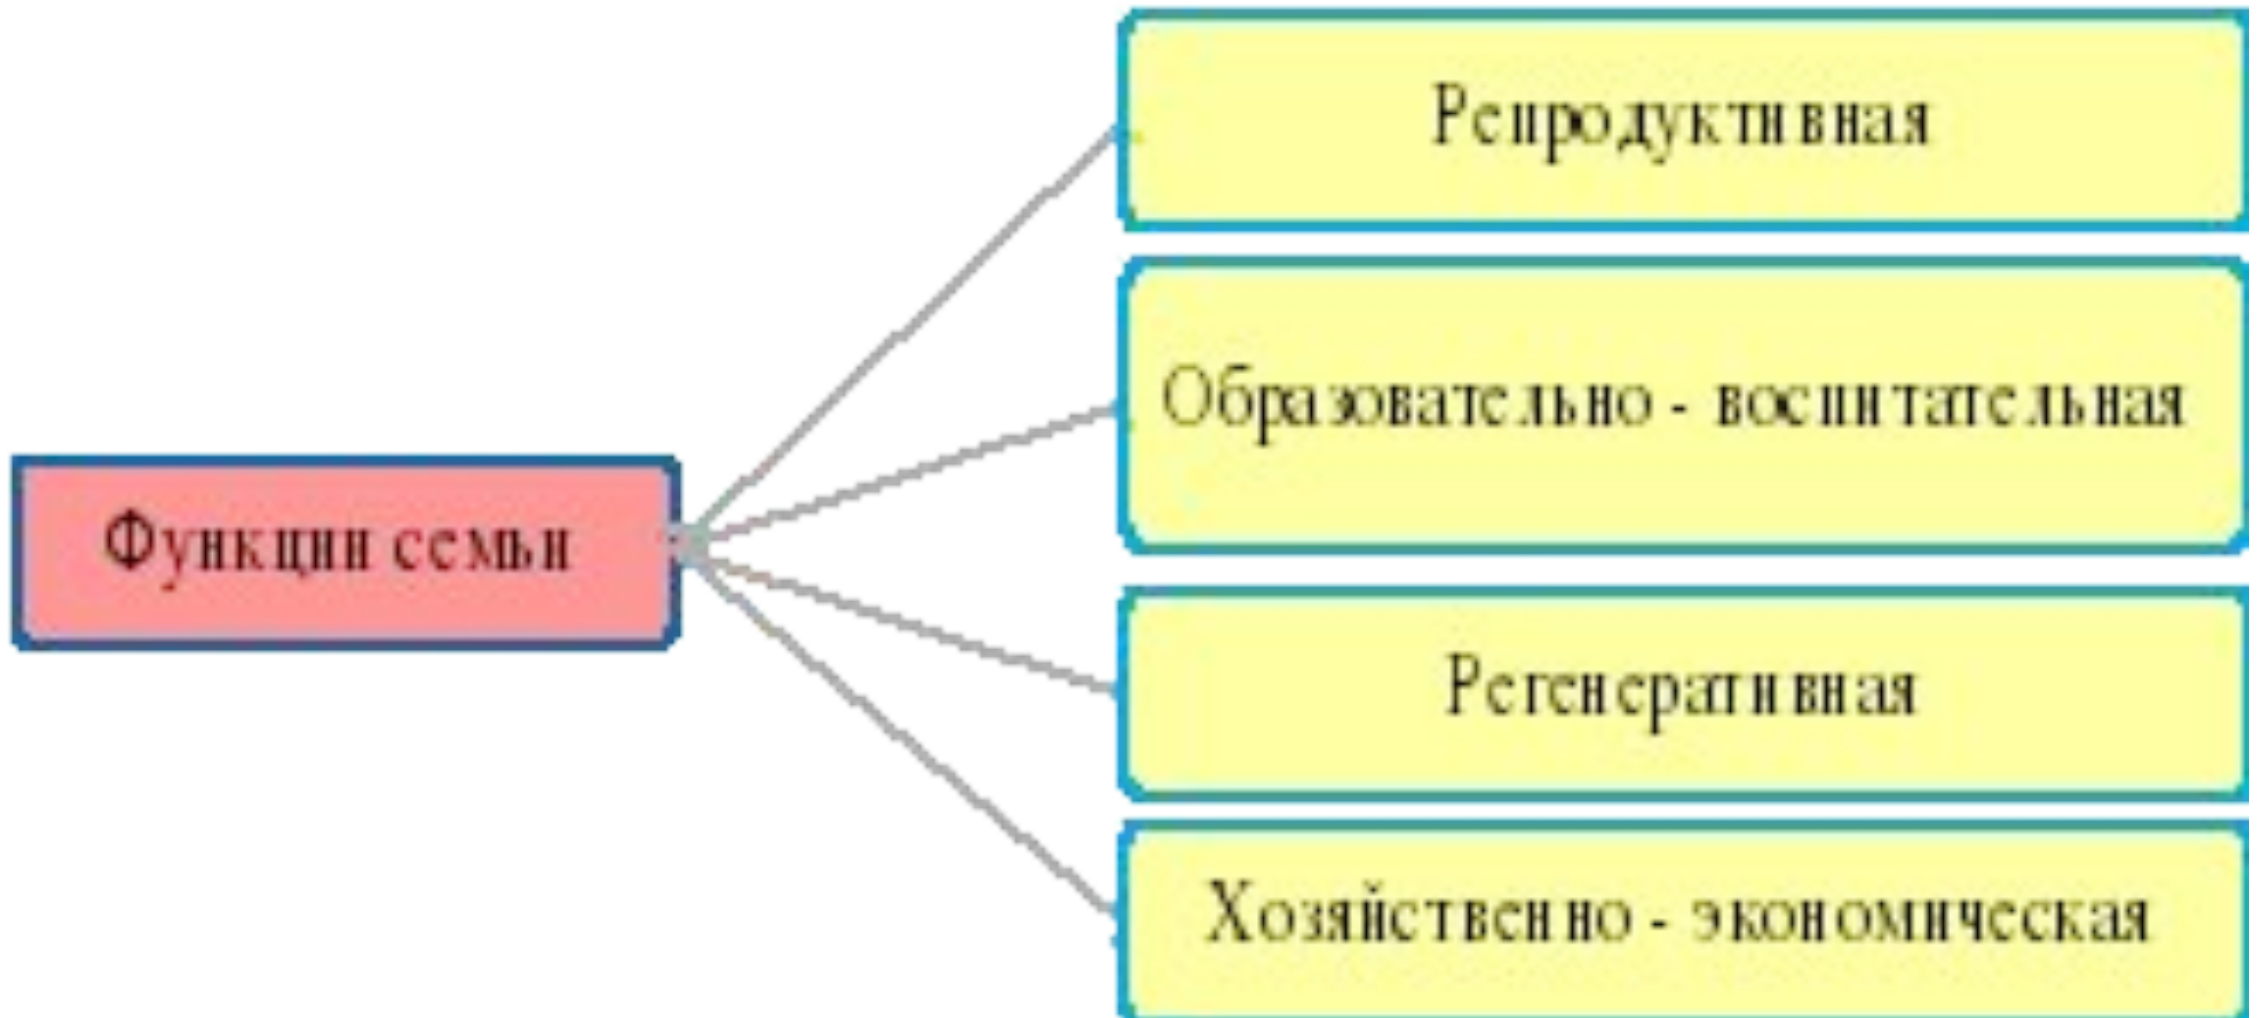 Репродуктивная
Образовательно - воспитательная
Функции семьи
Регенеративная
Хозяйственно - экономическая